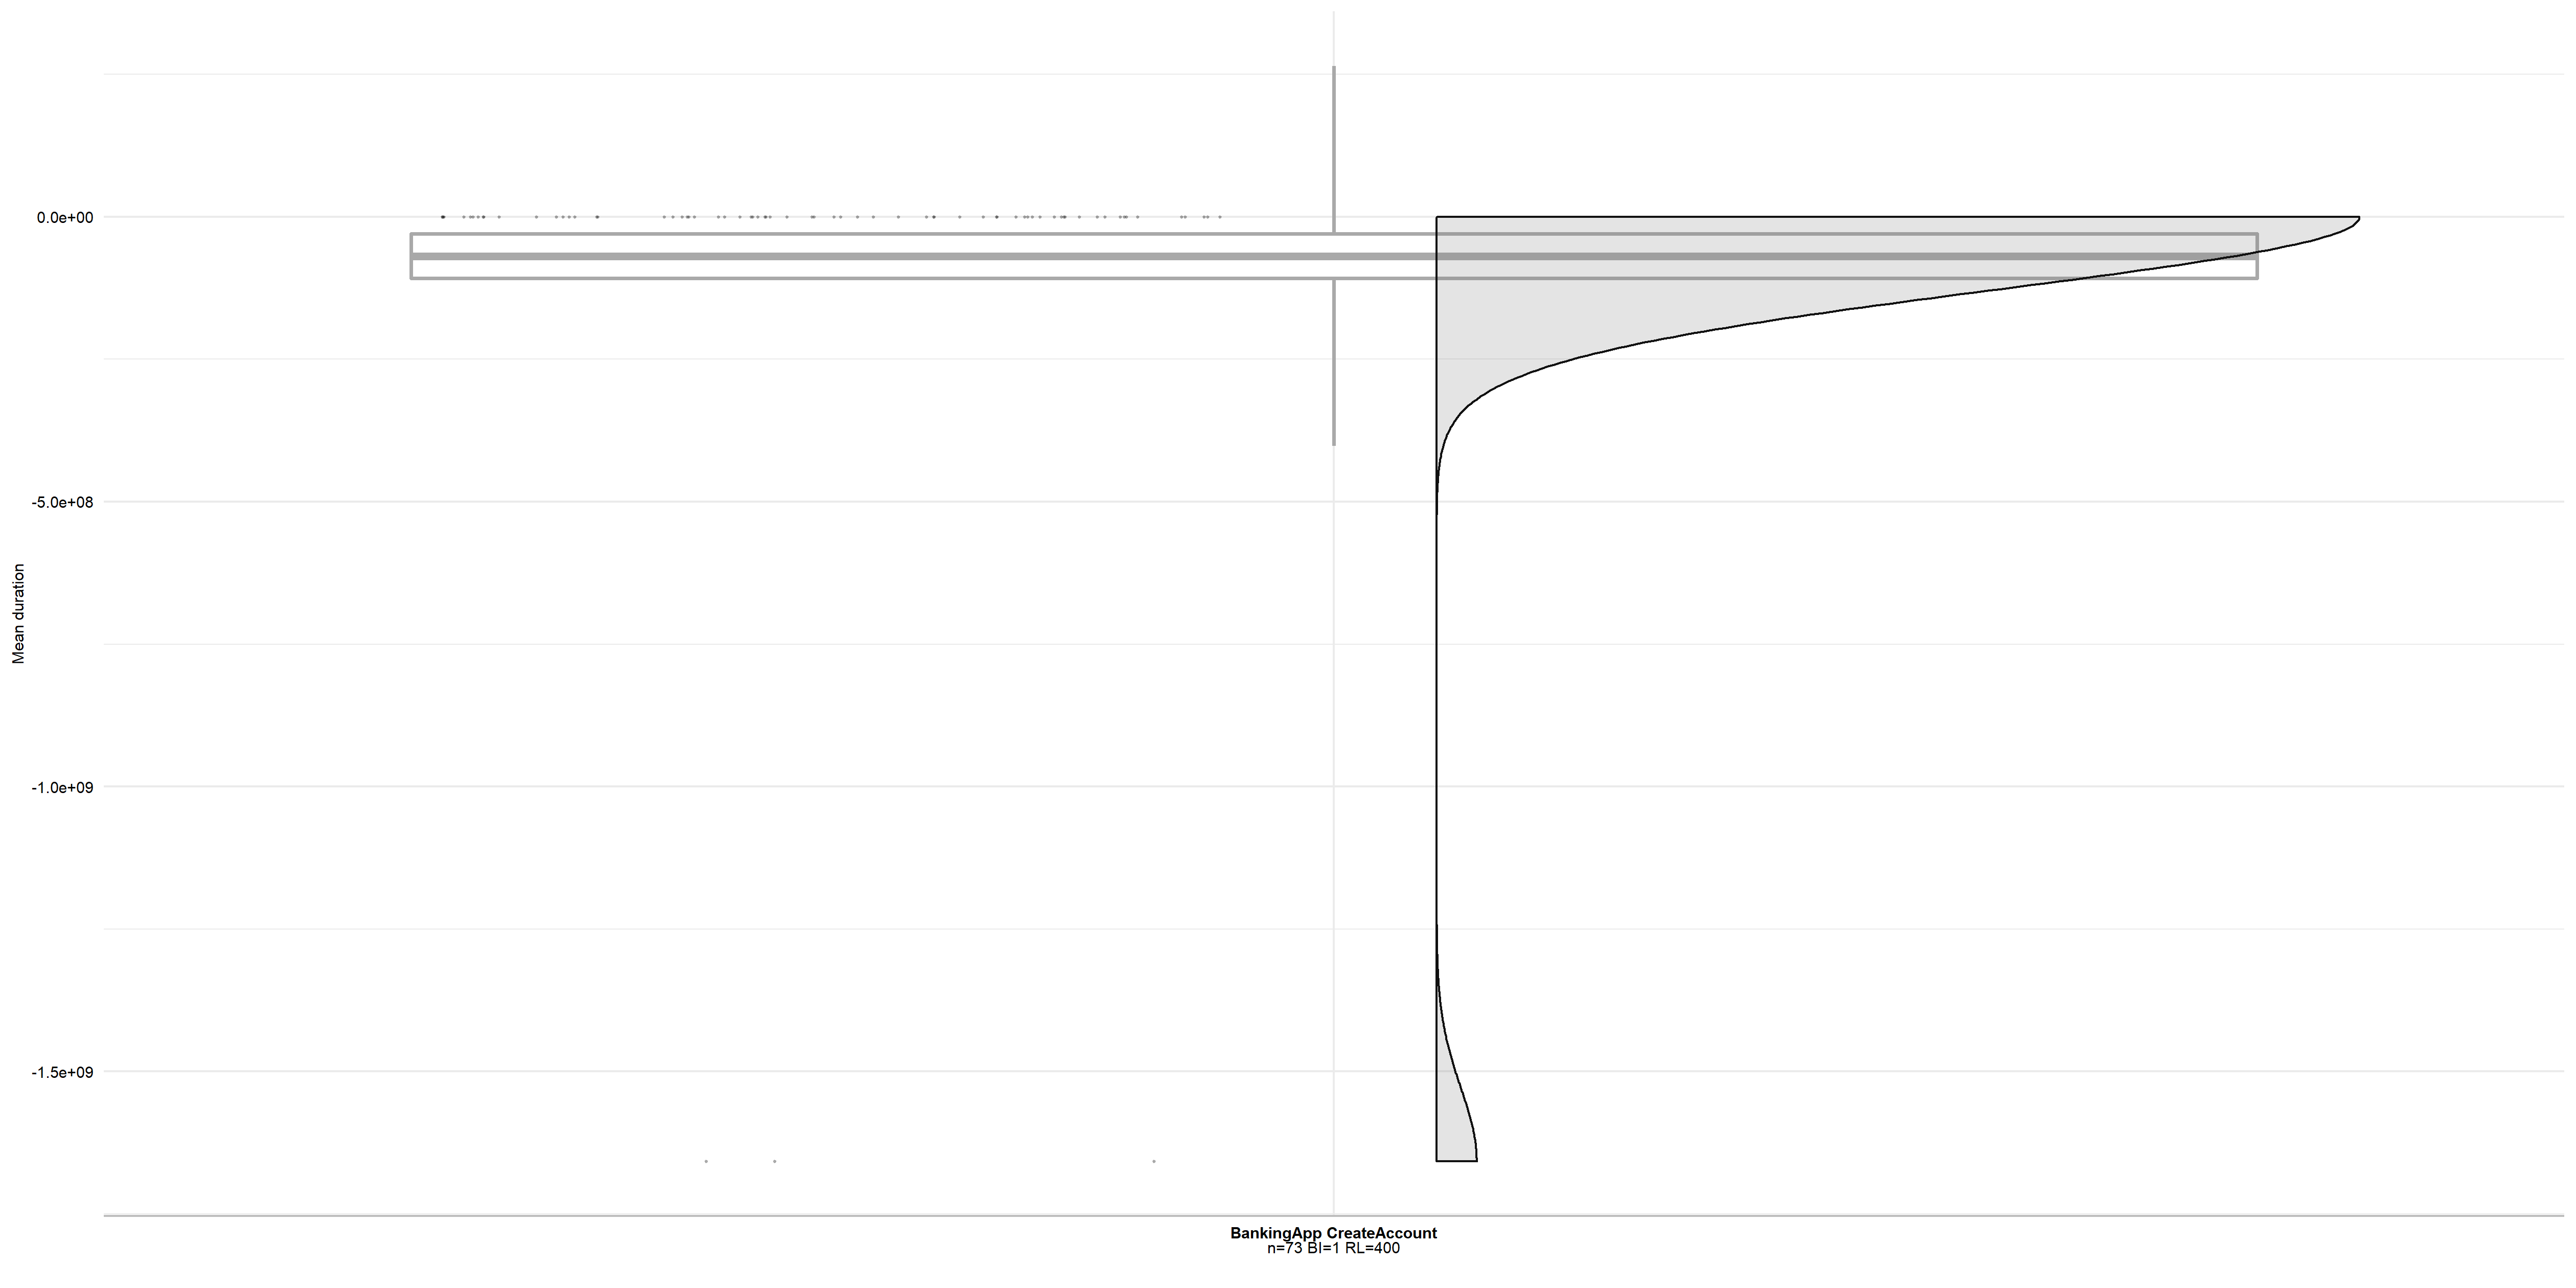 0.0e+00
-5.0e+08
Mean duration
-1.0e+09
-1.5e+09
BankingApp CreateAccount
n=73 BI=1 RL=400